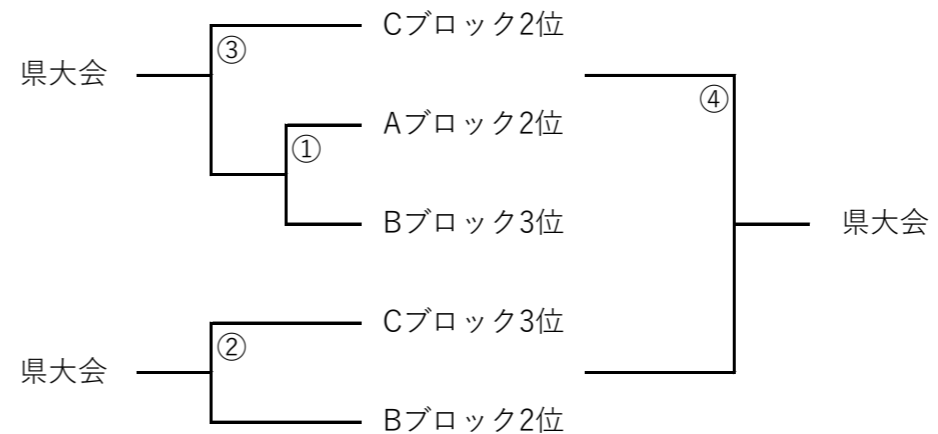 Cブロック2位
③
県大会
④
Aブロック2位
①
Bブロック3位
県大会
Cブロック3位
②
県大会
Bブロック2位